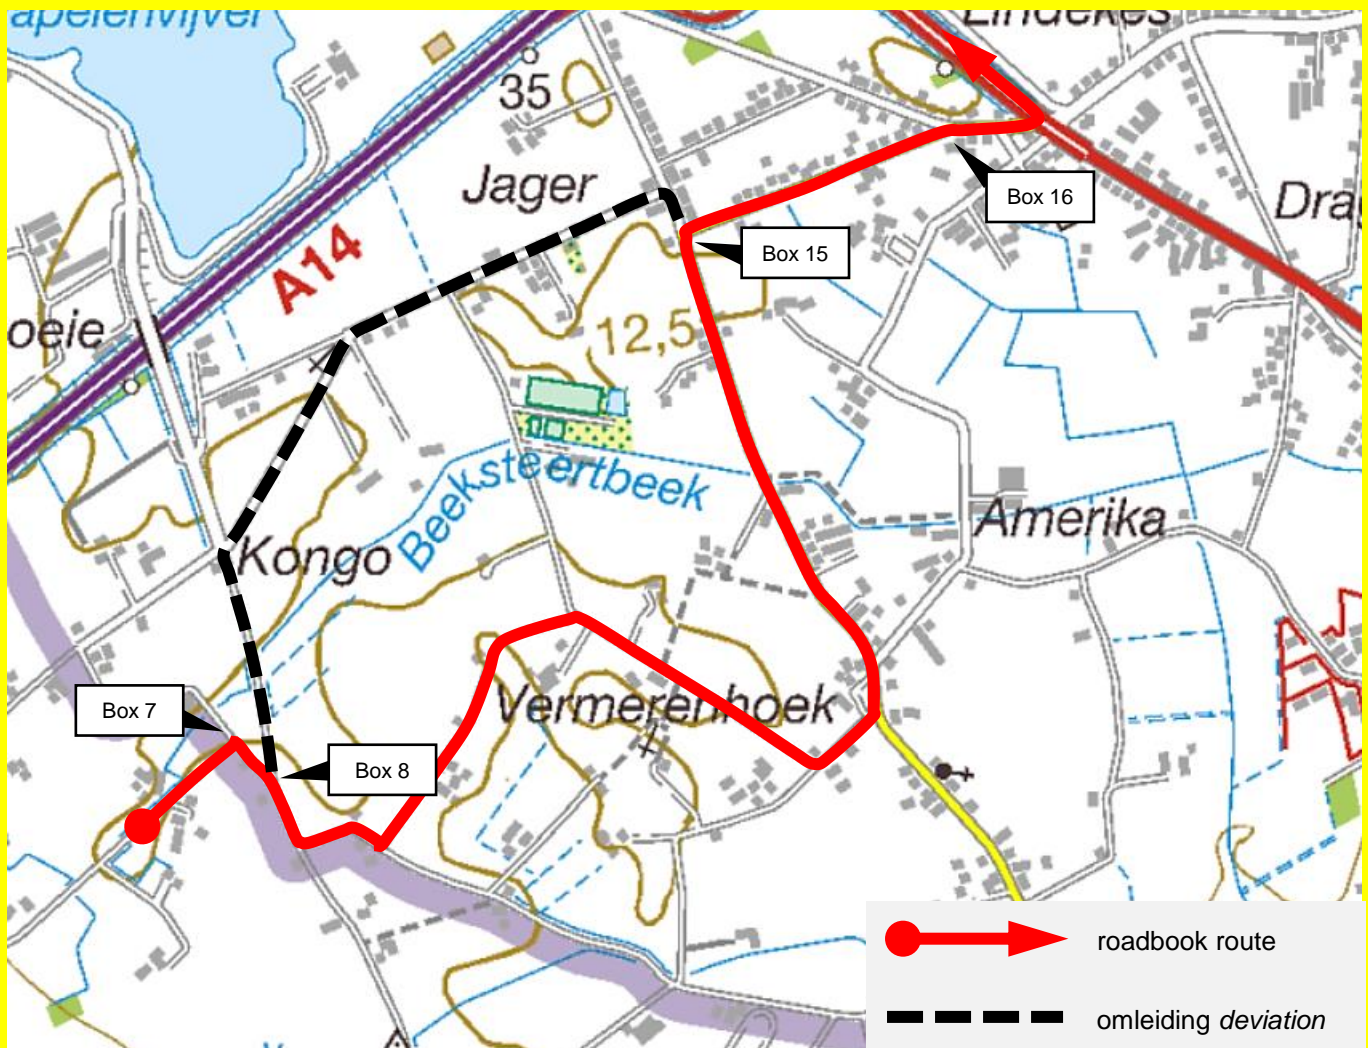 apelenvijver
Lindekes
35
Jager
Box 16
Dra
Box 15
A14
12,5
oeie
Beeksteertbeek
Amerika
Kongo
Vermerenhoek
Box 7
Box 8
roadbook route
omleiding deviation